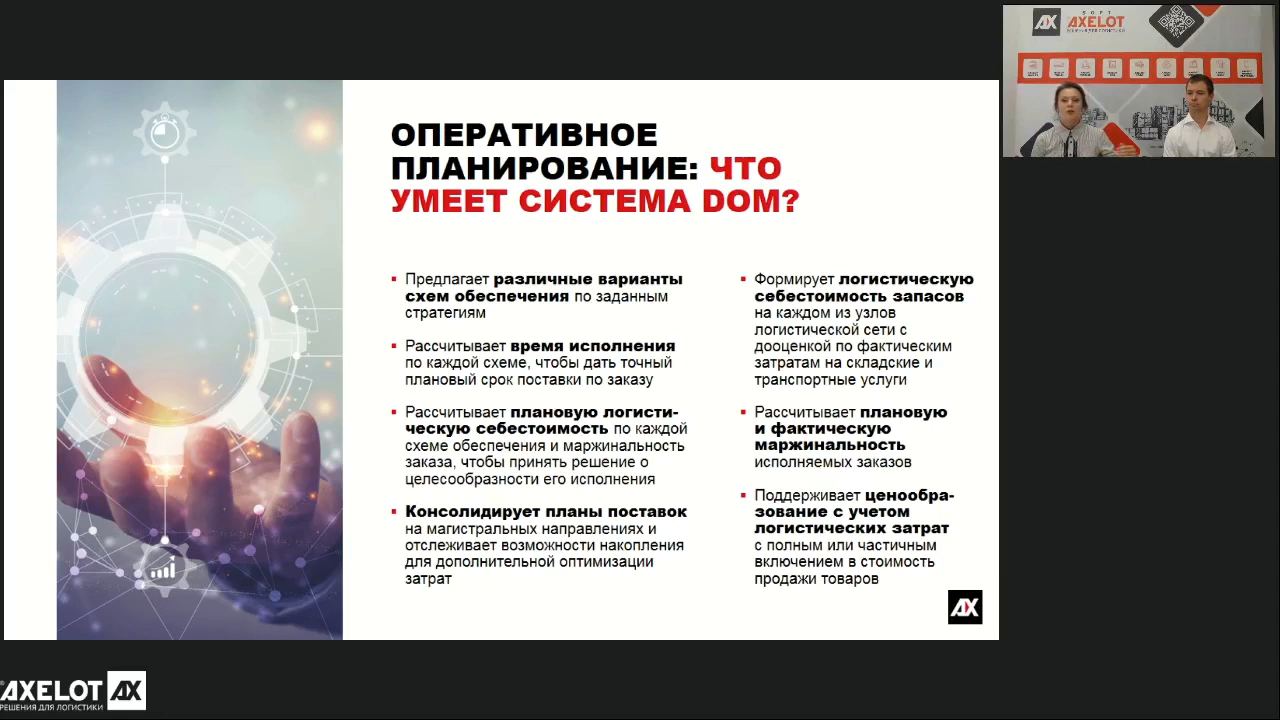 ОПЕРАТИВНОЕ
ПЛАНИРОВАНИЕ: ЧТО
УМЕЕТ СИСТЕМА DOM?
Предлагает различные варианты
схем обеспечения по заданным
стратегиям
Рассчитывает время исполнения
по каждой схеме, чтобы дать точный
плановый срок поставки по заказу
Рассчитывает плановую логисти-
ческую себестоимость по каждой
схеме обеспечения и маржинальность
заказа, чтобы принять решение о
целесообразности его исполнения
Консолидирует планы поставок
на магистральных направлениях и
отслеживает возможности накопления
для дополнительной оптимизации
затрат
Формирует логистическую
себестоимость запасов
на каждом из узлов
логистической сети с
дооценкой по фактическим
затратам на складские и
транспортные услуги
Рассчитывает плановую
и фактическую
маржинальность
исполняемых заказов
Поддерживает ценообра-
зование с учетом
логистических затрат
с полным или частичным
включением в стоимость
продажи товаров
AX
AX
СОФТ
AXELOT
РЕШЕНИЯ ДЛЯ ЛОГИСТИКИ
AXELOT AX
РЕШЕНИЯ ДЛЯ ЛОГИСТИКИ